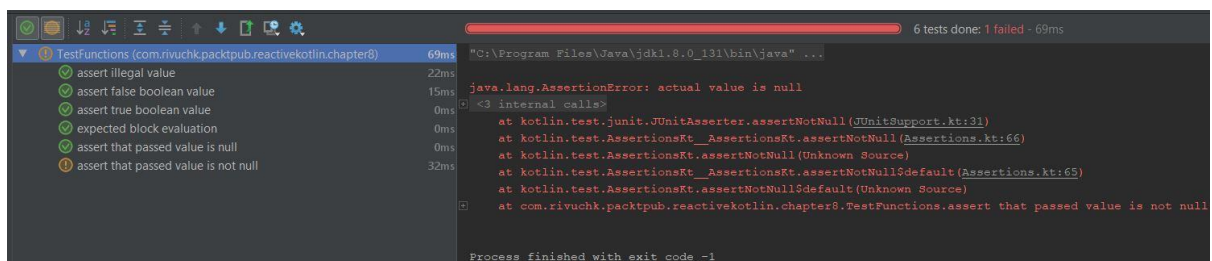 6 tests done: 1 failed - 69ms
TestFunctions (com.rivuchk.packtpub.reactivekotlin.chapter8) 69ms
assert illegal value 22ms
assert false boolean value 15ms
assert true boolean value 0ms
expected block evaluation 0ms
assert that passed value is null 0ms
assert that passed value is not null 32ms
"C:\Program Files\Java\jdk1.8.0_131\bin\java" ...
java.lang.AssertionError: actual value is null
<3 internal calls>
at kotlin.test.junit.JUnitAsserter.assertNotNull(JUnitSupport.kt:31)
at kotlin.test.AssertionsKt__AssertionsKt.assertNotNull(Assertions.kt:66)
at kotlin.test.AssertionsKt.assertNotNull(Unknown Source)
at kotlin.test.AssertionsKt__AssertionsKt.assertNotNull$default(Assertions.kt:65)
at kotlin.test.AssertionsKt.assertNotNull$default(Unknown Source)
at com.rivuchk.packtpub.reactivekotlin.chapter8.TestFunctions.assert that passed value is not null
Process finished with exit code -1